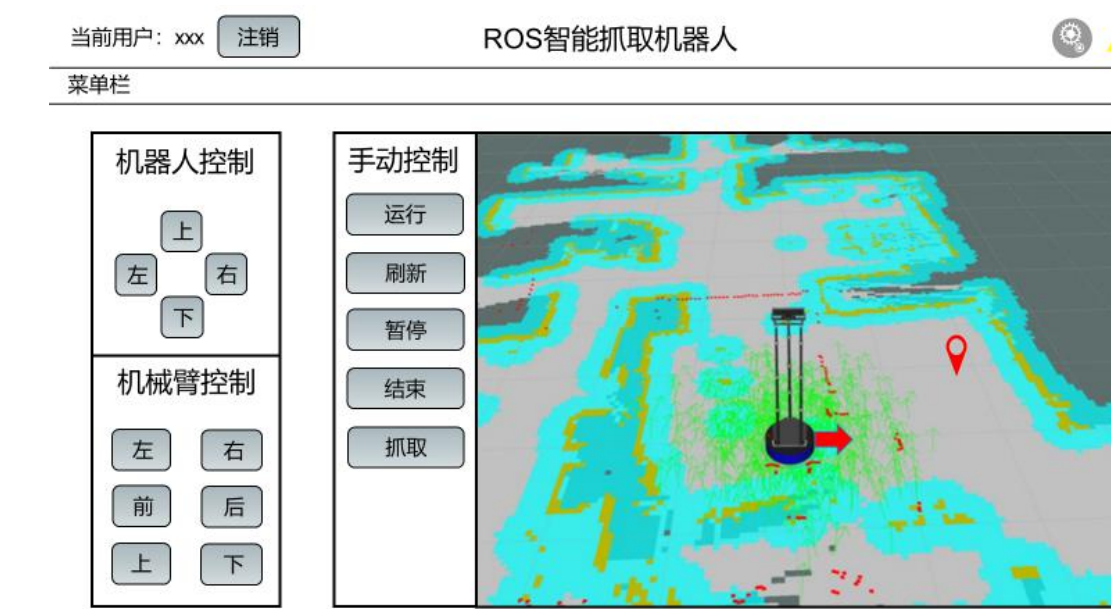 当前用户：xxx 注销 ROS智能抓取机器人
菜单栏
机器人控制
上
左 右
下
机械臂控制
左 右
前 后
上 下
手动控制
运行
刷新
暂停
结束
抓取